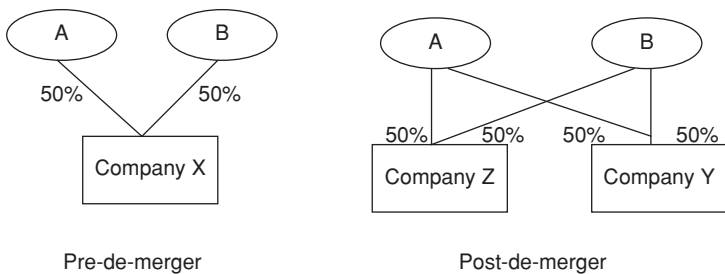 A B
50% 50%
Company X
Pre-de-merger
A B
50% 50% 50% 50%
Company Z Company Y
Post-de-merger